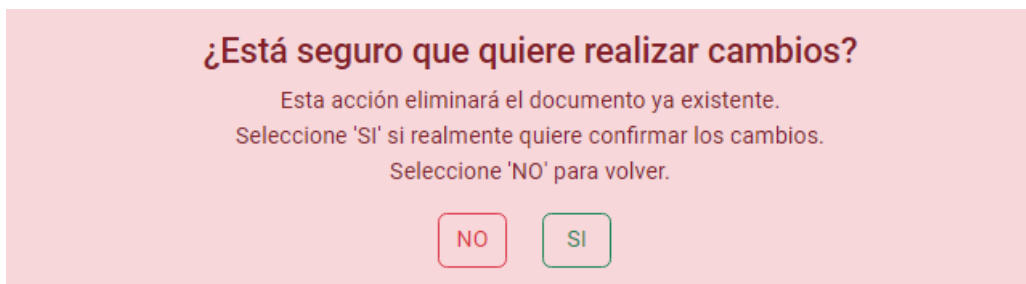 ¿Está seguro que quiere realizar cambios?
Esta acción eliminará el documento ya existente.
Seleccione 'SI' si realmente quiere confirmar los cambios.
Seleccione 'NO' para volver.
NO SI